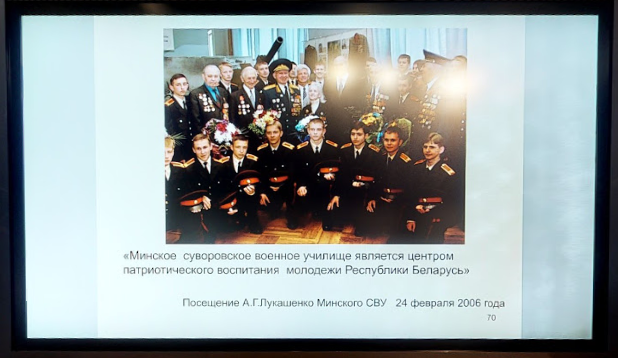 «Минское суворовское военное училище является центром
патриотического воспитания молодежи Республики Беларусь»
Посещение А.Г.Лукашенко Минского СВУ 24 февраля 2006 года
70